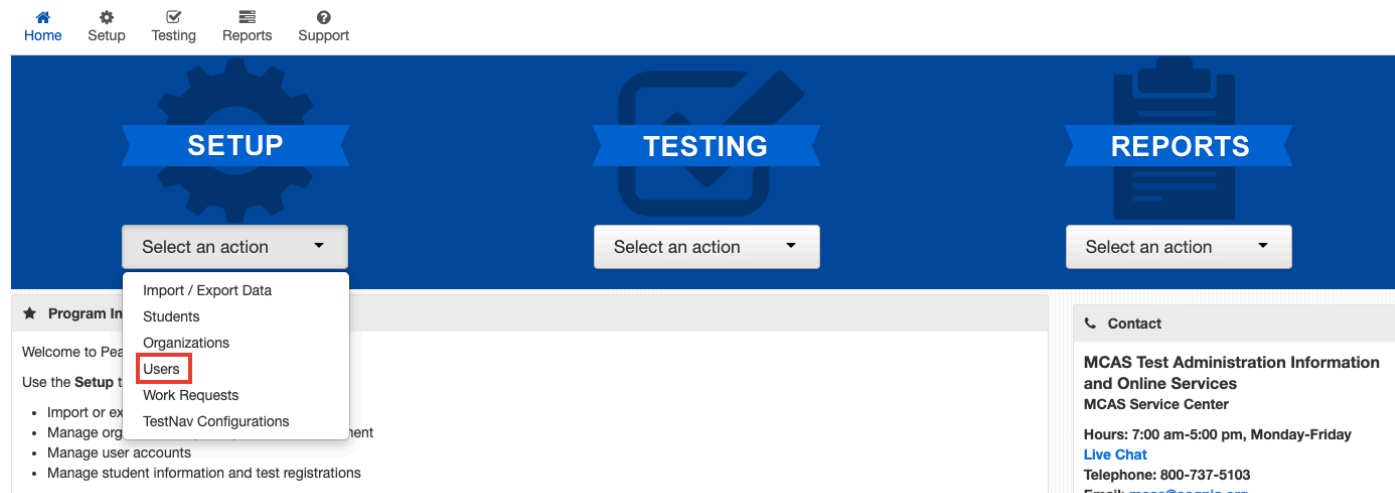 Home Setup Testing Reports Support
SETUP
TESTING
REPORTS
Select an action
Select an action
Select an action
Import / Export Data
Students
Organizations
Users
Work Requests
TestNav Configurations
Program In
Welcome to Pea
Use the Setup t
• Import or ex
• Manage org
• Manage user accounts
• Manage student information and test registrations
Contact
MCAS Test Administration Information
and Online Services
MCAS Service Center
Hours: 7:00 am-5:00 pm, Monday-Friday
Live Chat
Telephone: 800-737-5103